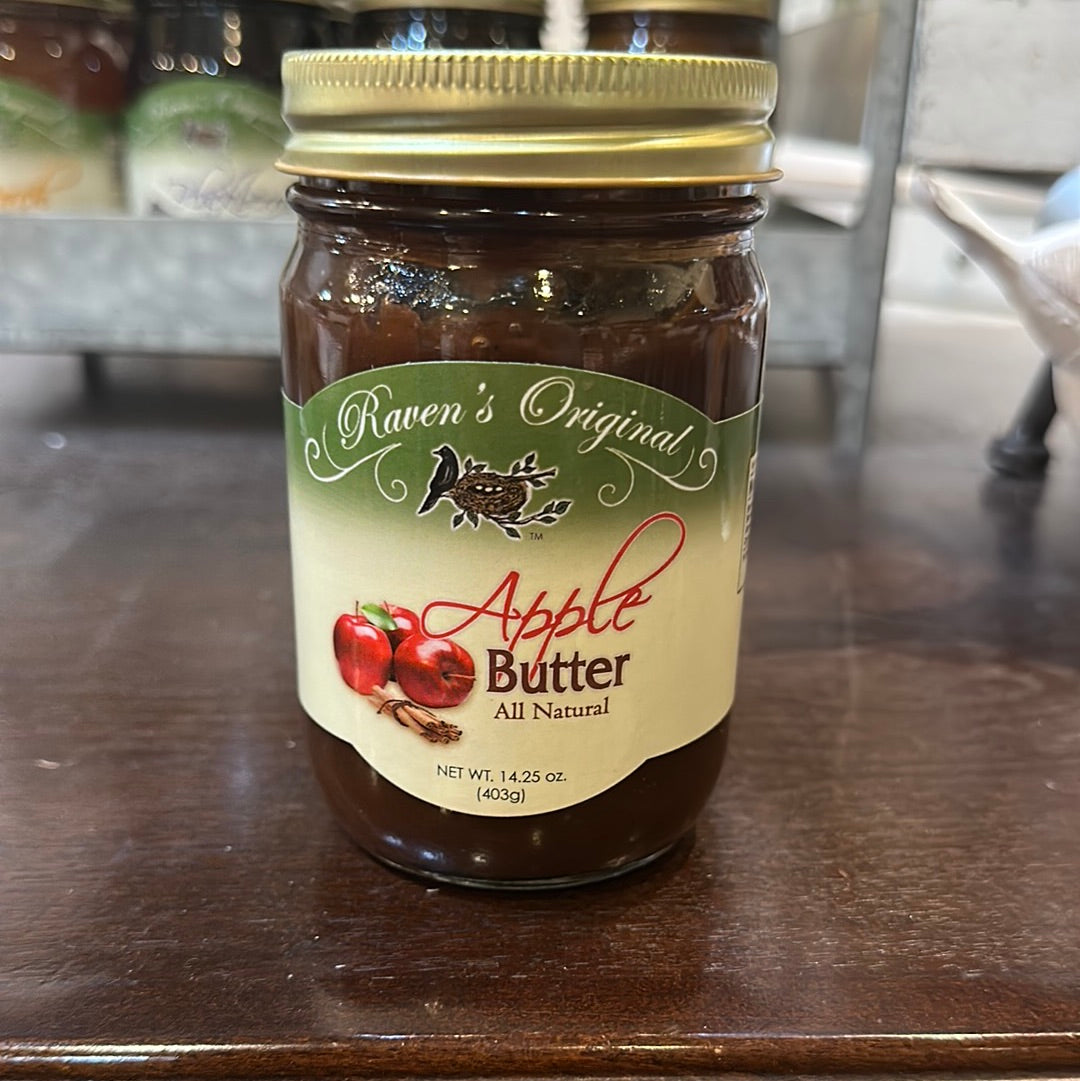 Raven's Original
TM
Apple
Butter
All Natural
NET WT. 14.25 oz.
(403g)